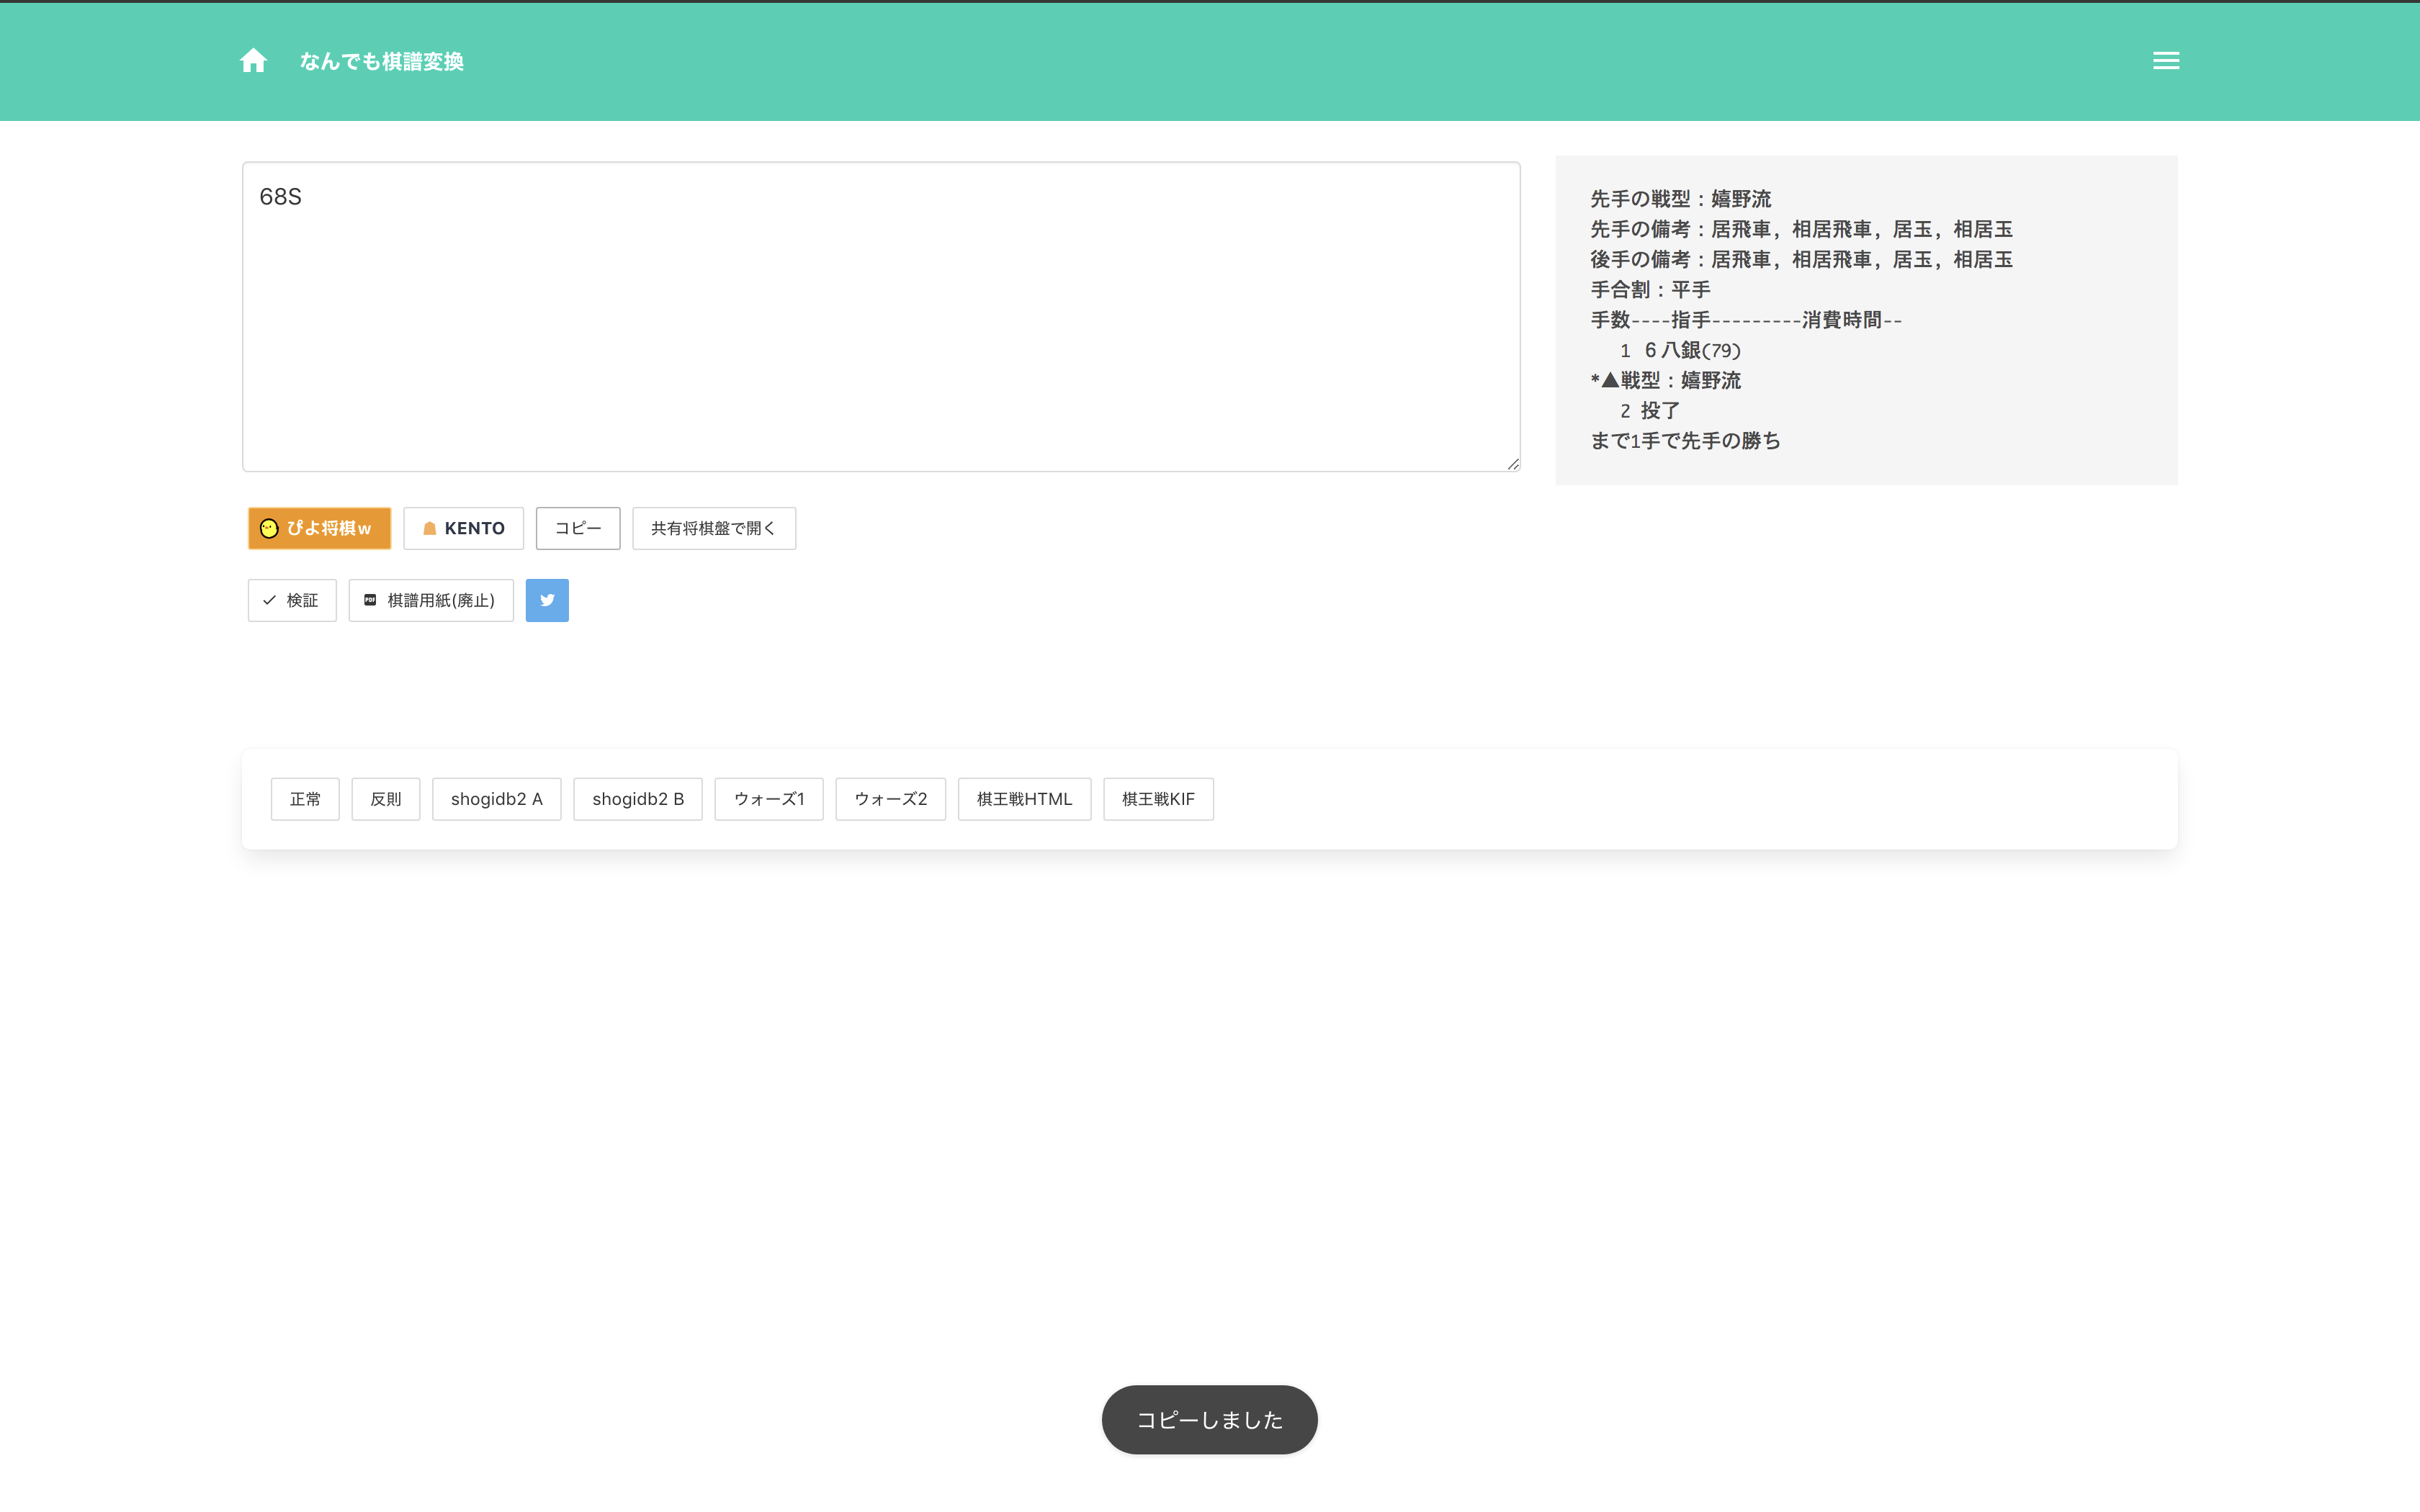 なんでも棋譜変換
68S
先手の戦型：嬉野流
先手の備考：居飛車, 相居飛車, 居玉, 相居玉
後手の備考：居飛車, 相居飛車, 居玉, 相居玉
手合割：平手
手数----指手---------消費時間--
1 ６八銀(79)
*▲戦型：嬉野流
2 投了
まで1手で先手の勝ち
ぴよ将棋w KENTO コピー 共有将棋盤で開く
検証 PDF 棋譜用紙(廃止)
正常 反則 shogidb2 A shogidb2 B ウォーズ1 ウォーズ2 棋王戦HTML 棋王戦KIF
コピーしました